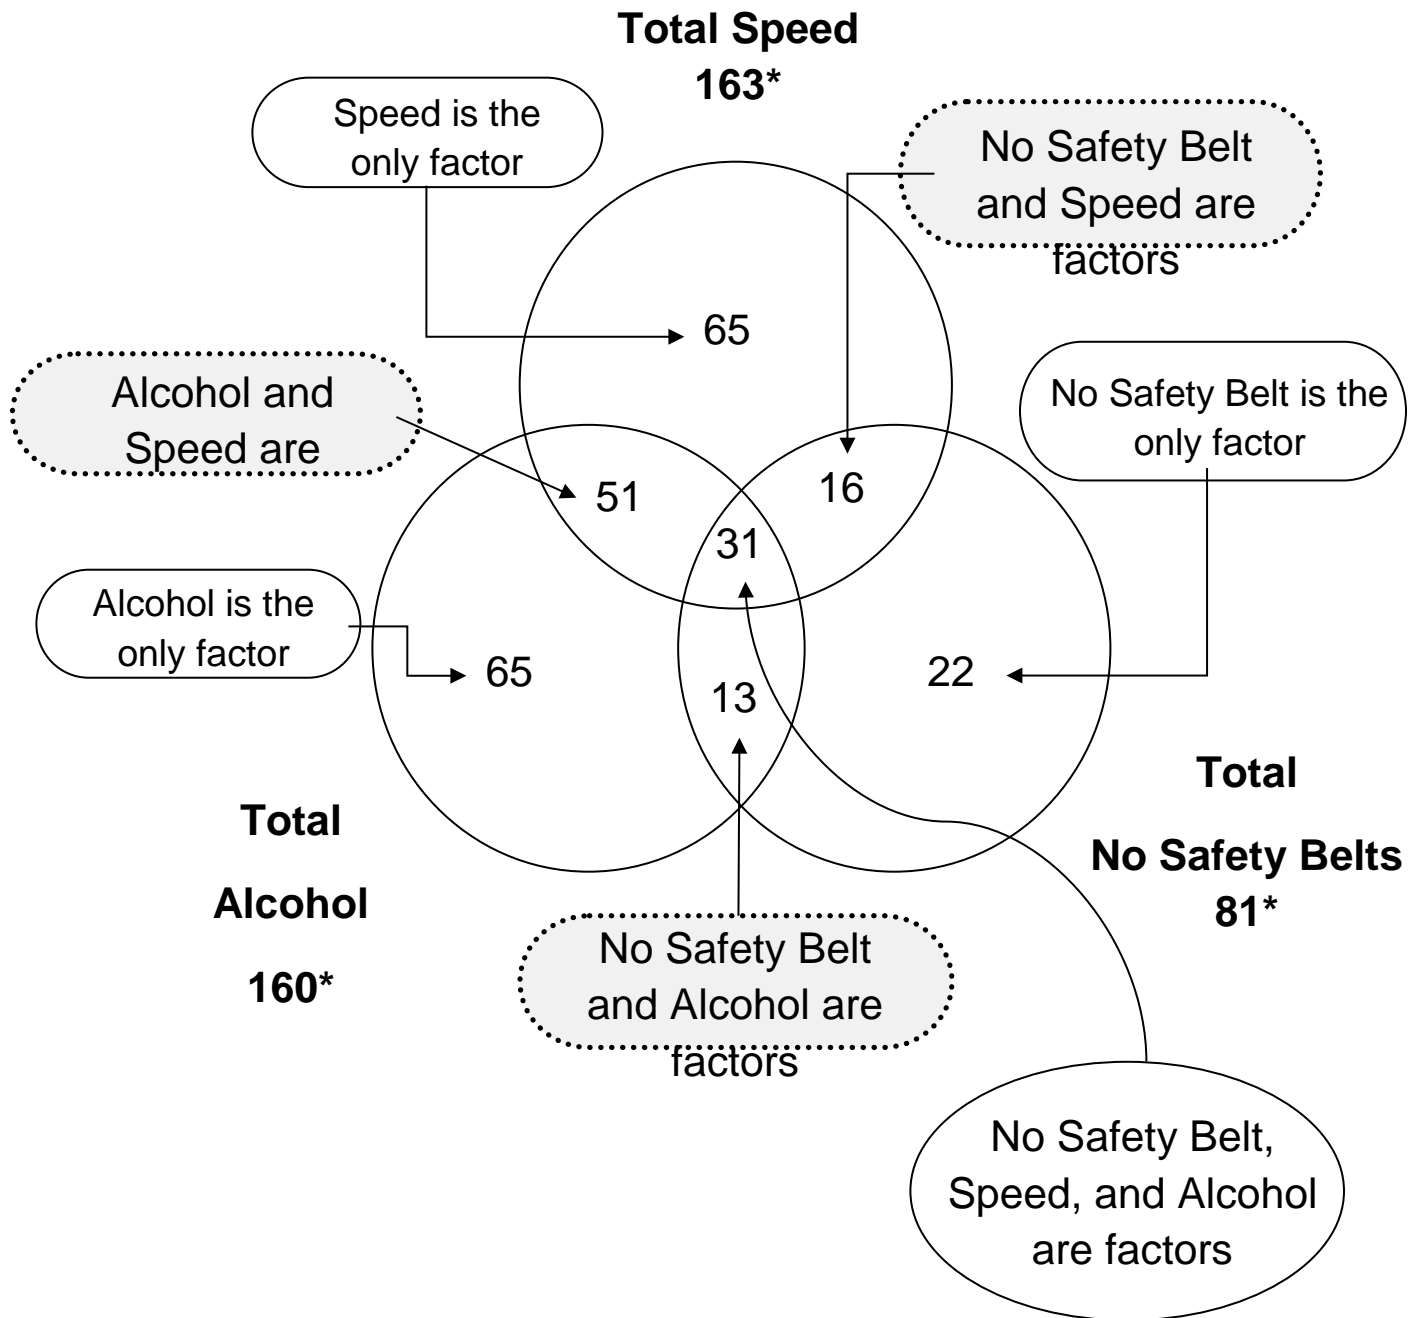 Total Speed
163*
Speed is the
only factor
No Safety Belt
and Speed are
factors
65
Alcohol and
Speed are
No Safety Belt is the
only factor
51
16
31
Alcohol is the
only factor
65
13
22
Total
No Safety Belts
81*
Total
Alcohol
160*
No Safety Belt
and Alcohol are
factors
No Safety Belt,
Speed, and Alcohol
are factors